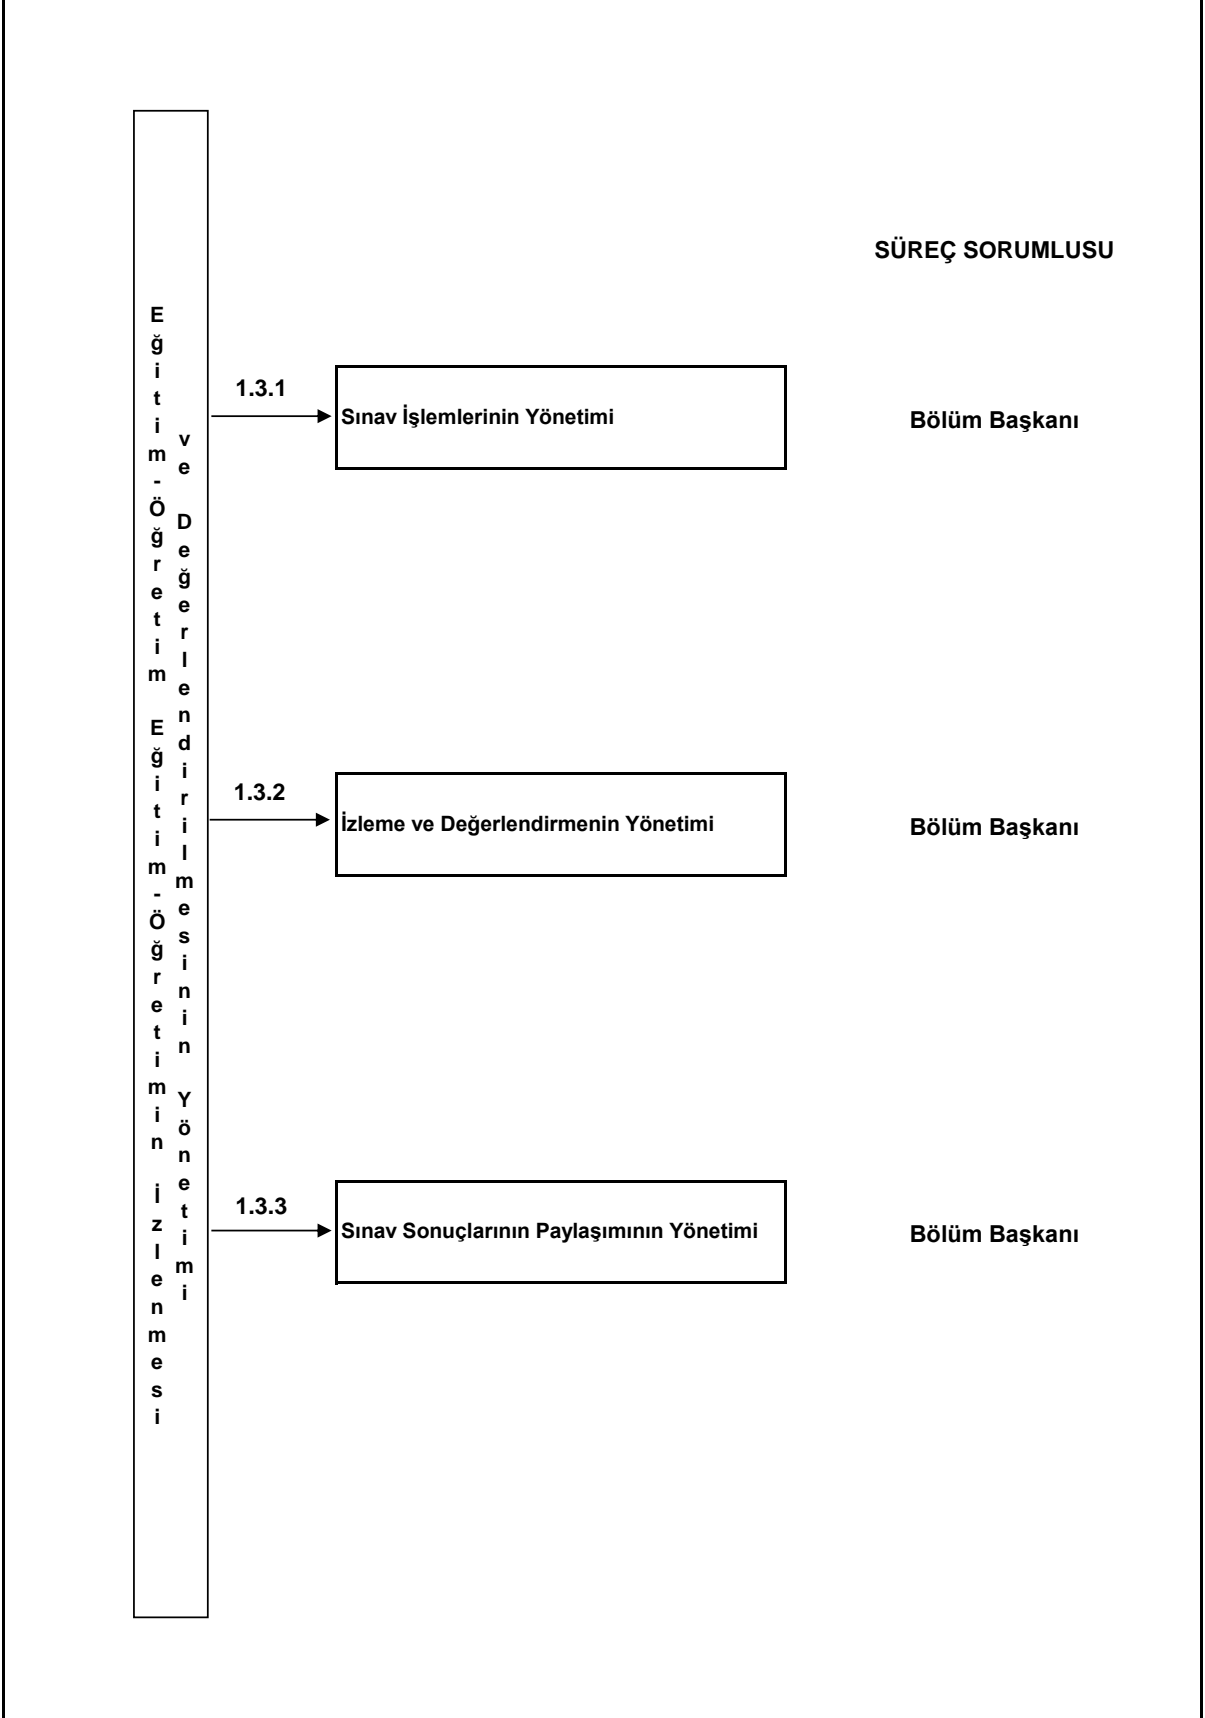 SÜREÇ SORUMLUSU
Eğitim-Öğretim Eğitim-Öğretimin İzlenmesi
ve Değerlendirilmesinin Yönetimi
1.3.1
Sınav İşlemlerinin Yönetimi
Bölüm Başkanı
1.3.2
İzleme ve Değerlendirmenin Yönetimi
Bölüm Başkanı
1.3.3
Sınav Sonuçlarının Paylaşımının Yönetimi
Bölüm Başkanı